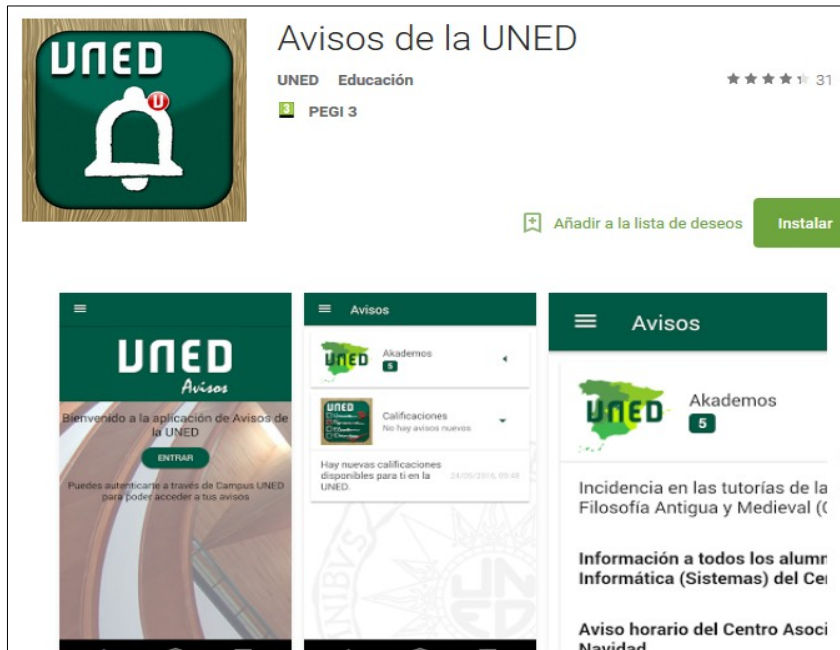 UNED
U
Avisos de la UNED
UNED Educación
31
3 PEGI 3
Añadir a la lista de deseos
Instalar
UNED
Avisos
Bienvenido a la aplicación de Avisos de
la UNED
ENTRAR
Puedes autenticarte a través de Campus UNED
para poder acceder a tus avisos
Avisos
UNED
Akademos
5
UNED
Calificaciones
No hay avisos nuevos
Hay nuevas calificaciones
disponibles para ti en la
UNED.
24/05/2016, 09:48
Avisos
UNED
Akademos
5
Incidencia en las tutorías de la
Filosofía Antigua y Medieval (
Información a todos los alumn
Informática (Sistemas) del Ce
Aviso horario del Centro Asoci
Navidad